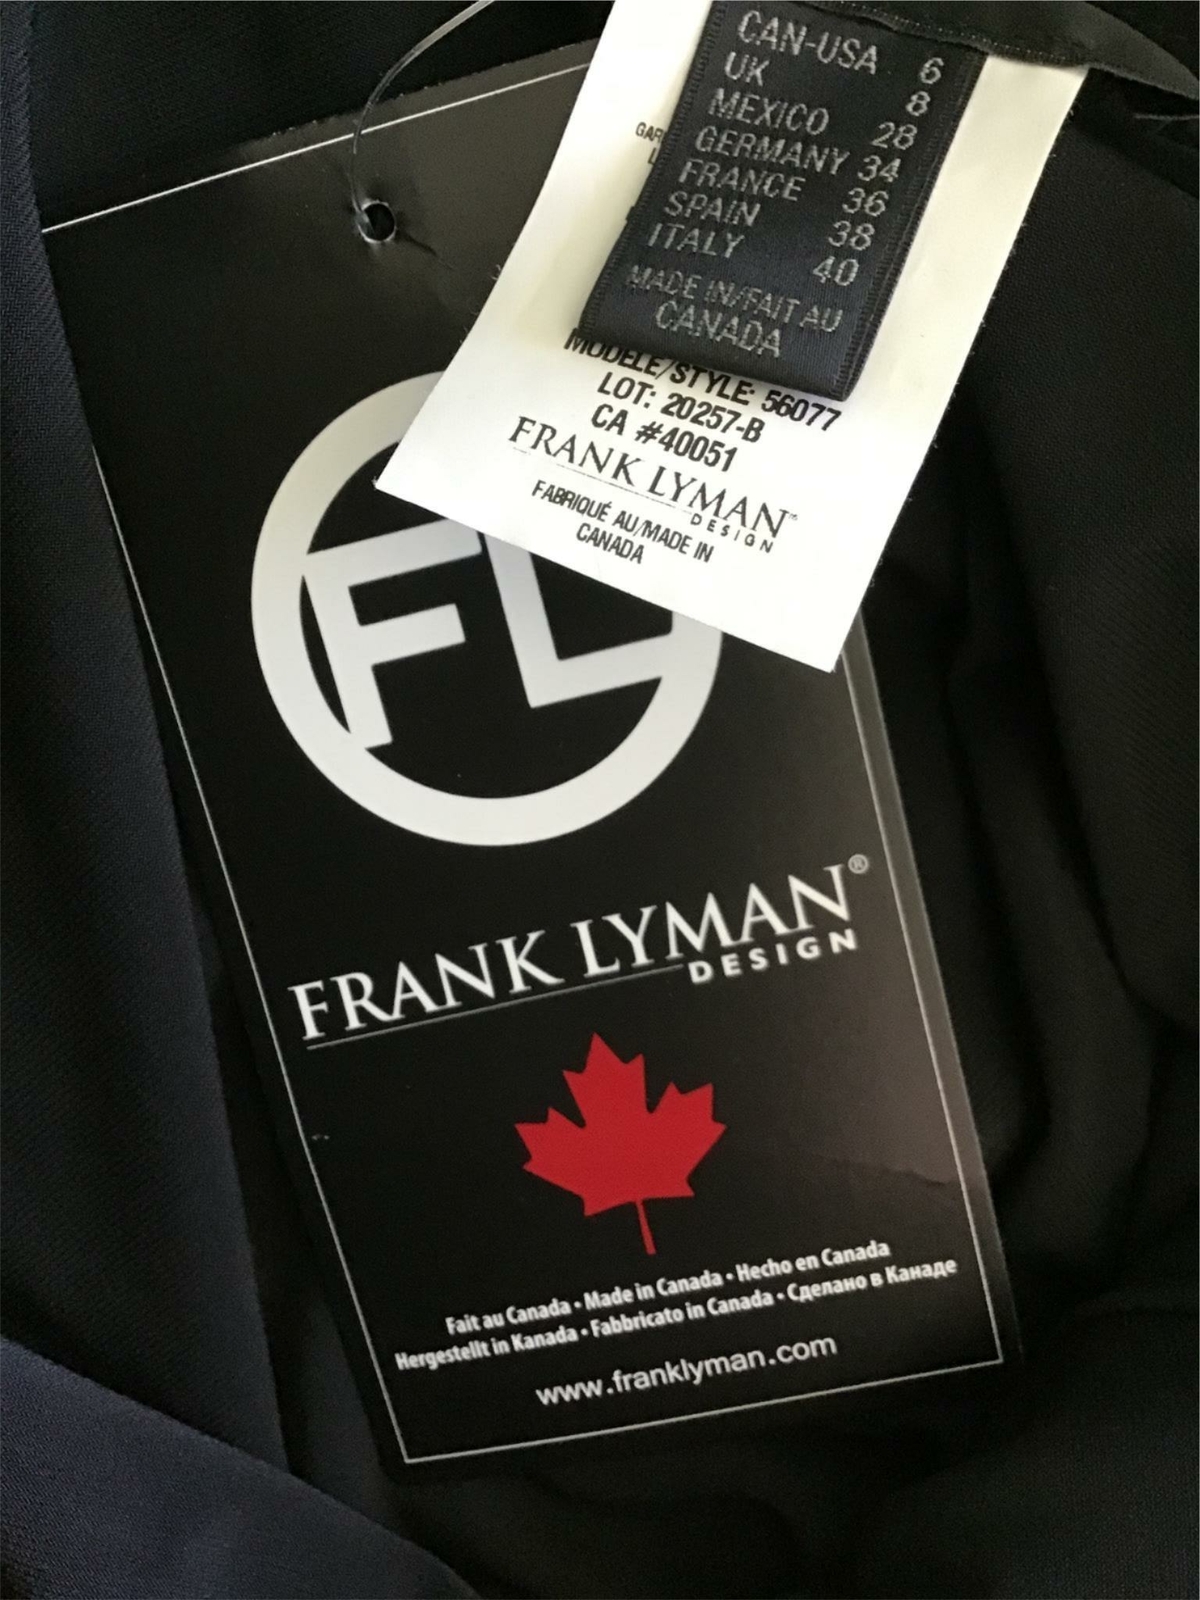 CAN-USA 6
UK 8
MEXICO 28
GERMANY 34
FRANCE 36
SPAIN 38
ITALY 40
MADE IN/FAIT AU
CANADA
MODELE/STYLE: 56077
LOT: 20257-B
CA #40051
FRANK LYMAN™
DESIGN
FABRIQUÉ AU/MADE IN
CANADA
FL
FRANK LYMAN®
DESIGN
Fait au Canada • Made in Canada • Hecho en Canada
Hergestellt in Kanada • Fabbricato in Canada • Сделано в Канаде
www.franklyman.com